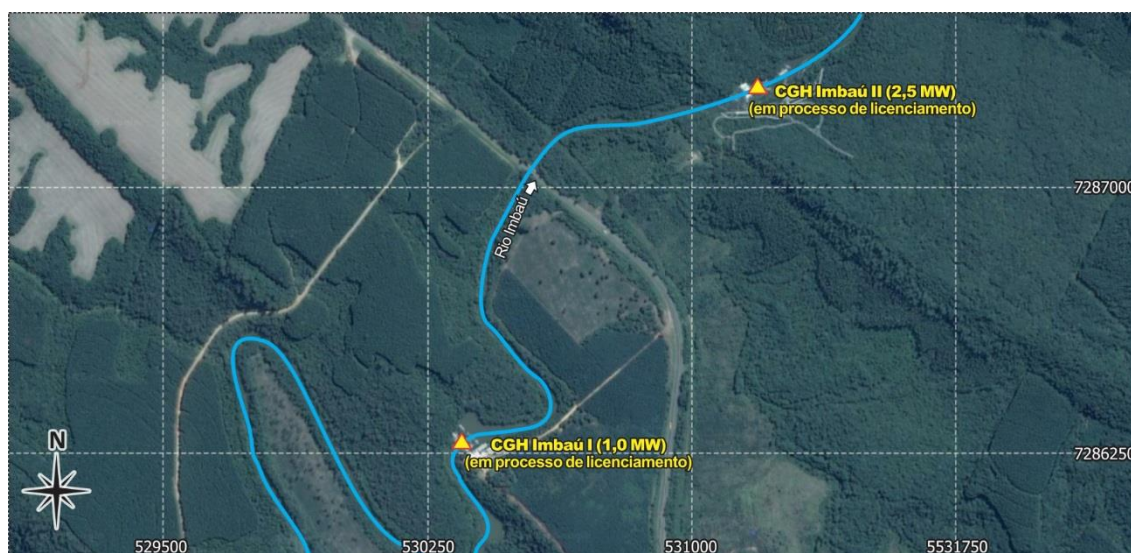 CGH Imbaú II (2,5 MW)
(em processo de licenciamento)
7287000
Rio Imbaú
CGH Imbaú I (1,0 MW)
(em processo de licenciamento)
7286250
N
529500
530250
531000
5531750